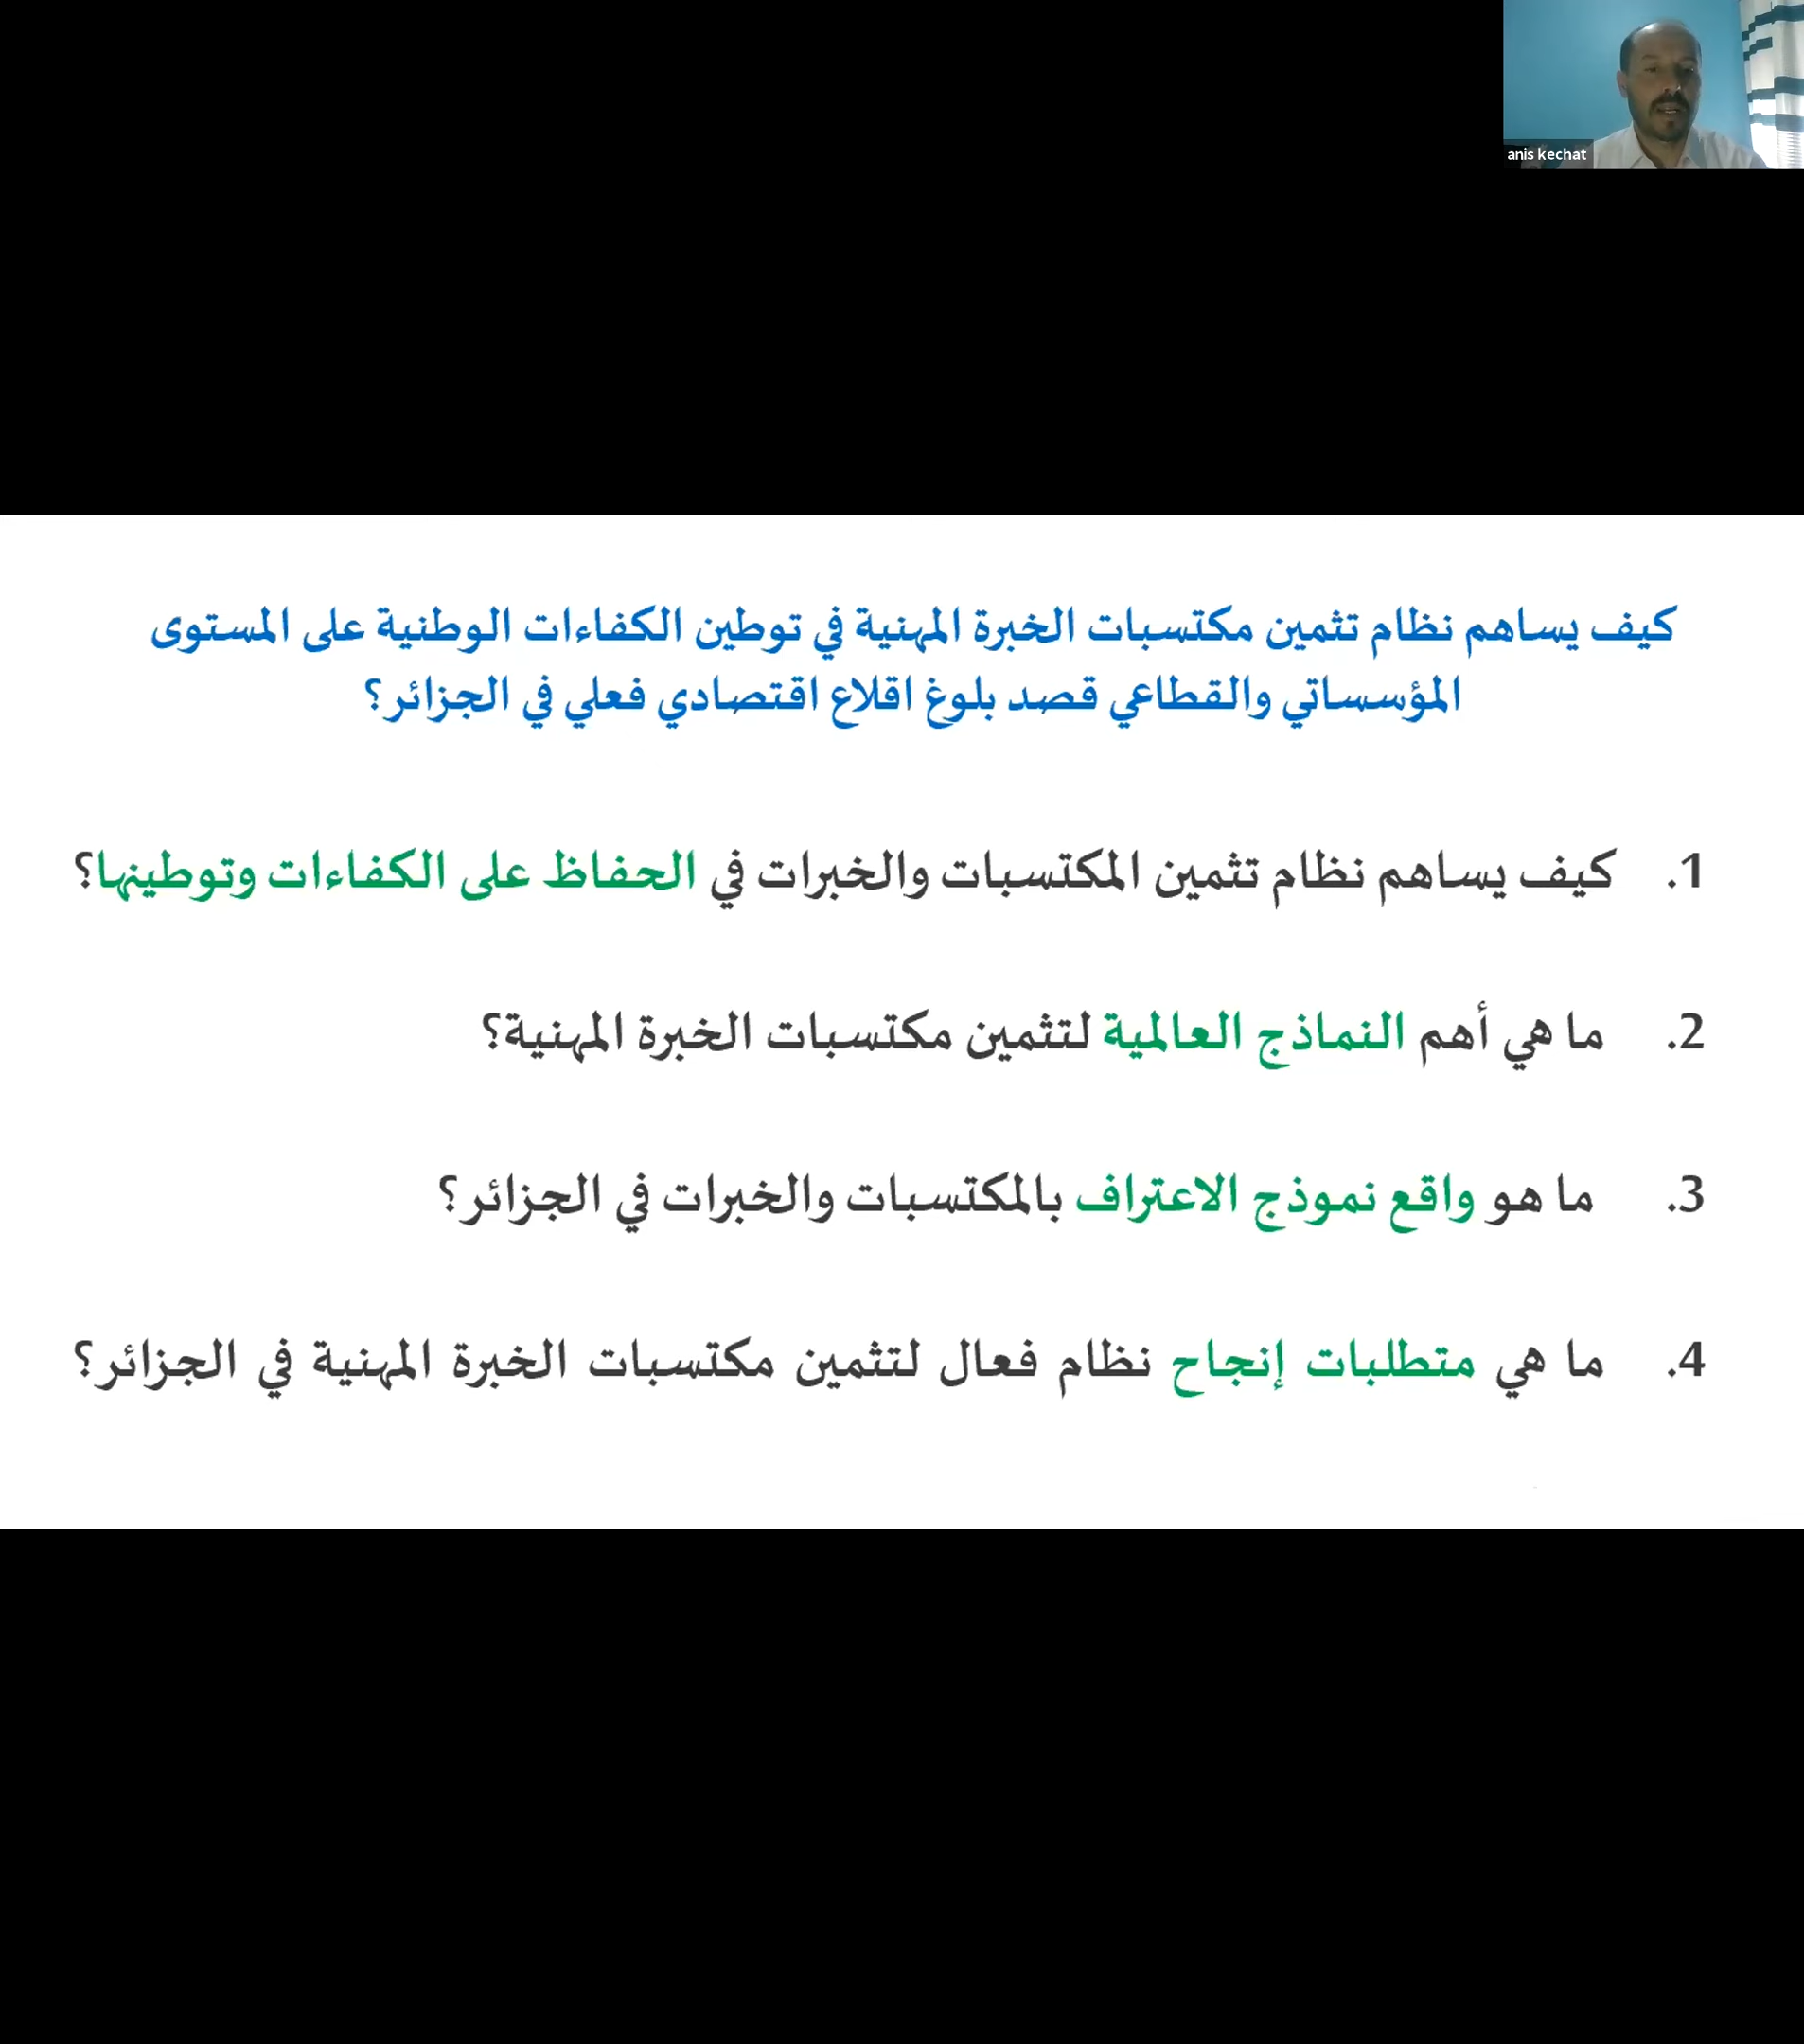 anis kechat
كيف يساهم نظام تثمين مكتسبات الخبرة المهنية في توطين الكفاءات الوطنية على المستوى
المؤسساتي والقطاعي قصد بلوغ اقلاع اقتصادي فعلي في الجزائر؟
1. كيف يساهم نظام تثمين المكتسبات والخبرات في الحفاظ على الكفاءات وتوطينها؟
2. ما هي أهم النماذج العالمية لتثمين مكتسبات الخبرة المهنية؟
3. ما هو واقع نموذج الاعتراف بالمكتسبات والخبرات في الجزائر؟
4. ما هي متطلبات إنجاح نظام فعال لتثمين مكتسبات الخبرة المهنية في الجزائر؟